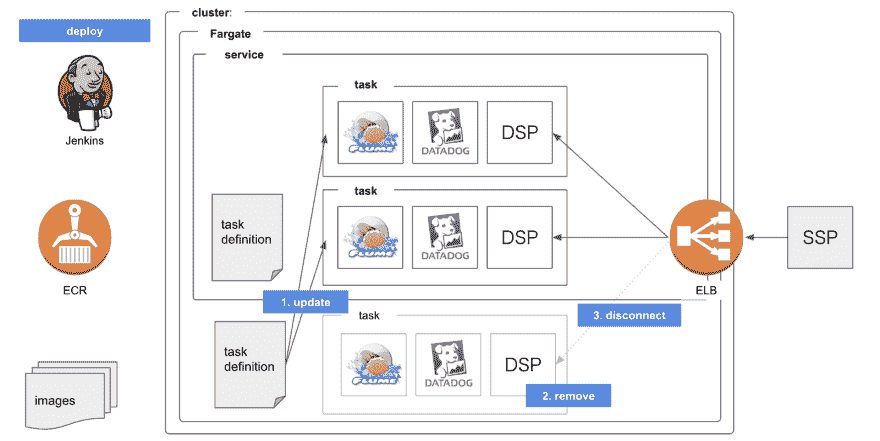 deploy
Jenkins
ECR
images
cluster:
Fargate
service
task
FLUME
DATADOG
DSP
task
definition
task
FLUME
DATADOG
DSP
1. update
ELB
SSP
3. disconnect
task
definition
task
FLUME
DATADOG
DSP
2. remove